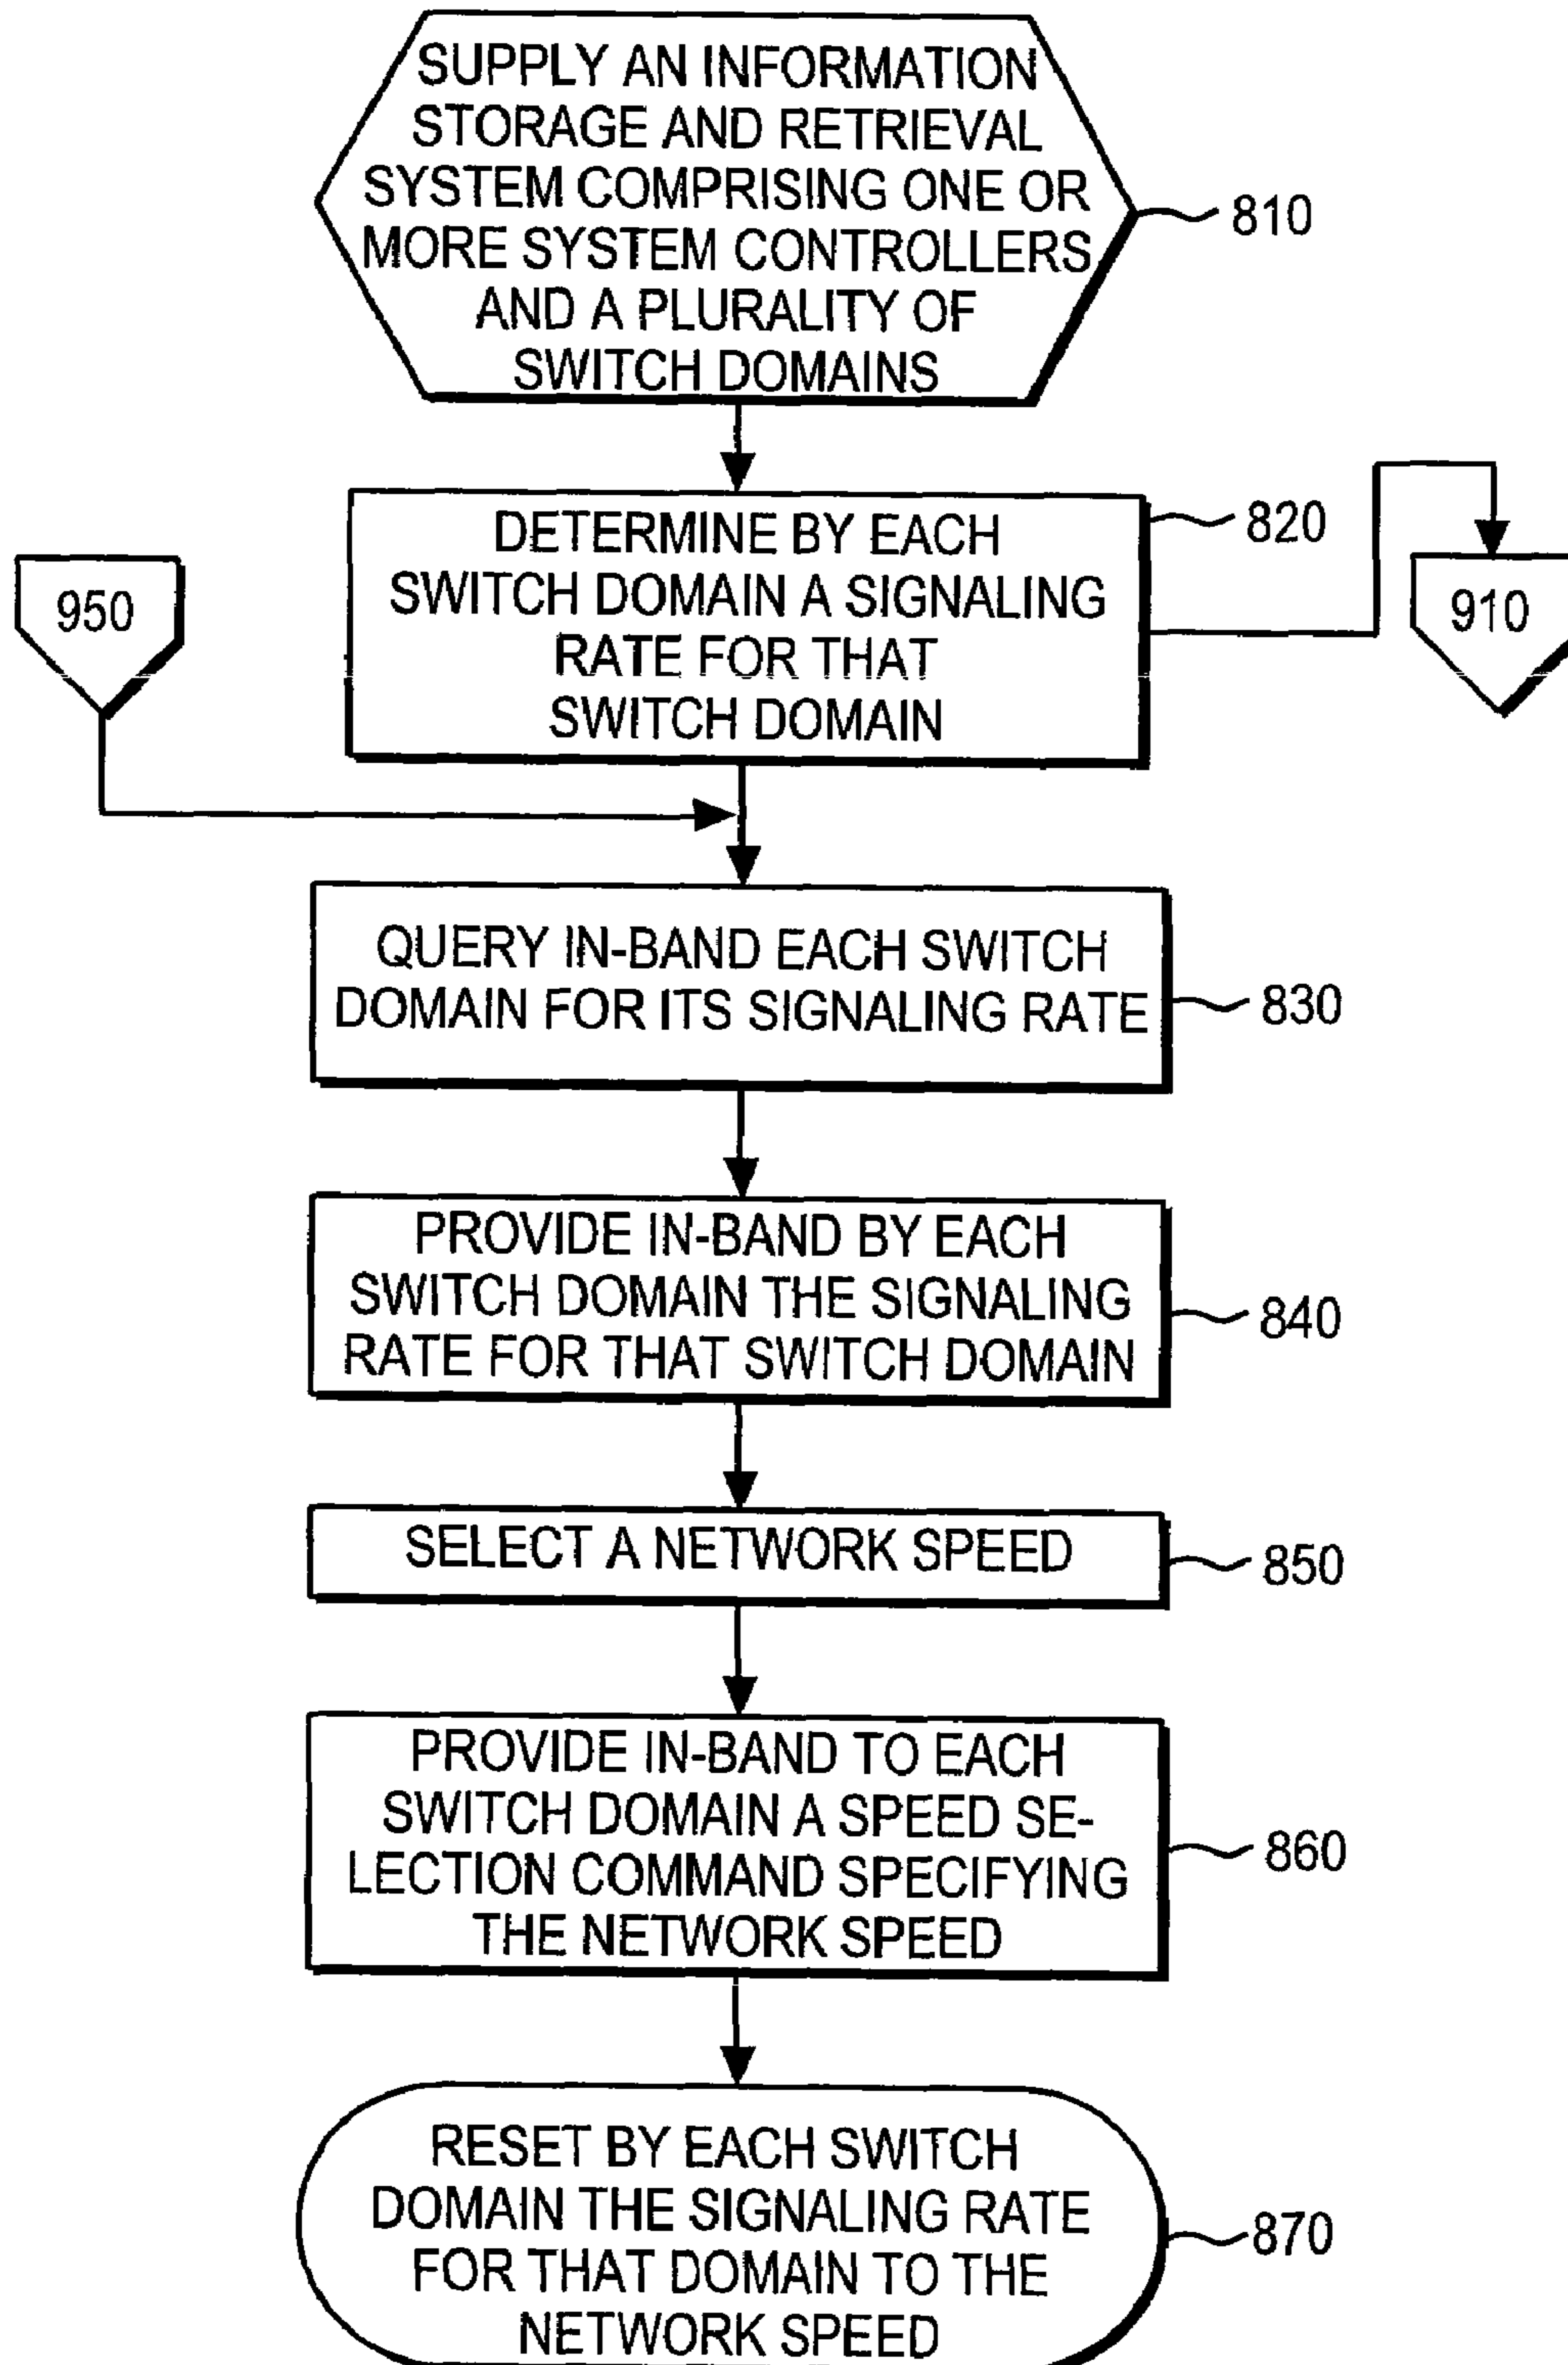 SUPPLY AN INFORMATION
STORAGE AND RETRIEVAL
SYSTEM COMPRISING ONE OR
MORE SYSTEM CONTROLLERS
AND A PLURALITY OF
SWITCH DOMAINS
810
DETERMINE BY EACH
SWITCH DOMAIN A SIGNALING
RATE FOR THAT
SWITCH DOMAIN
820
950
910
QUERY IN-BAND EACH SWITCH
DOMAIN FOR ITS SIGNALING RATE
830
PROVIDE IN-BAND BY EACH
SWITCH DOMAIN THE SIGNALING
RATE FOR THAT SWITCH DOMAIN
840
SELECT A NETWORK SPEED
850
PROVIDE IN-BAND TO EACH
SWITCH DOMAIN A SPEED SE-
LECTION COMMAND SPECIFYING
THE NETWORK SPEED
860
RESET BY EACH SWITCH
DOMAIN THE SIGNALING RATE
FOR THAT DOMAIN TO THE
NETWORK SPEED
870